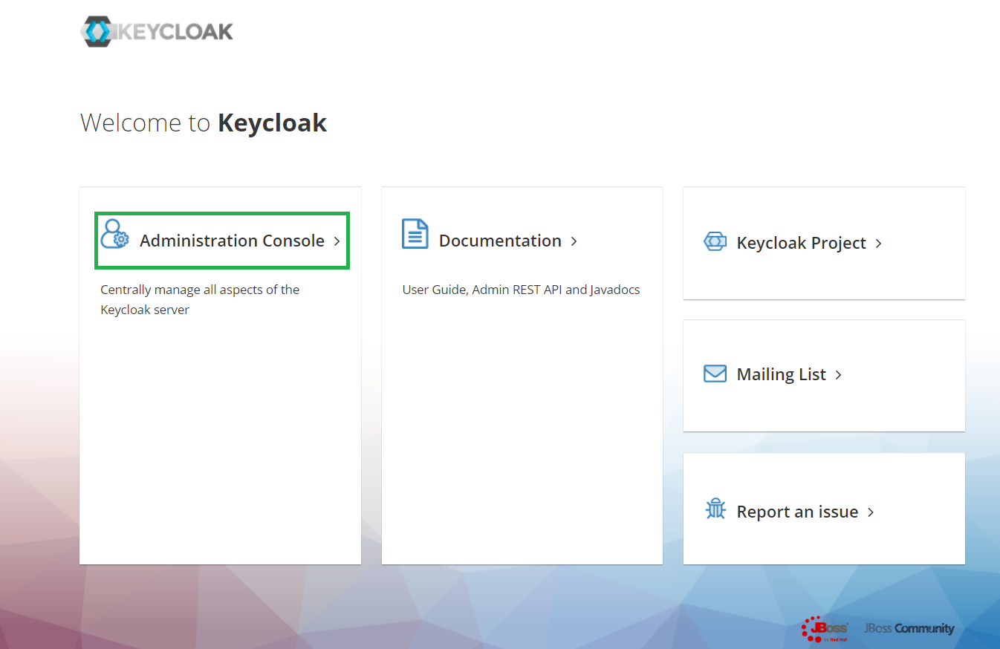 KEYCLOAK
Welcome to Keycloak
Administration Console
Centrally manage all aspects of the
Keycloak server
Documentation
User Guide, Admin REST API and Javadocs
Keycloak Project
Mailing List
Report an issue
JBoss
by Red Hat
JBoss Community